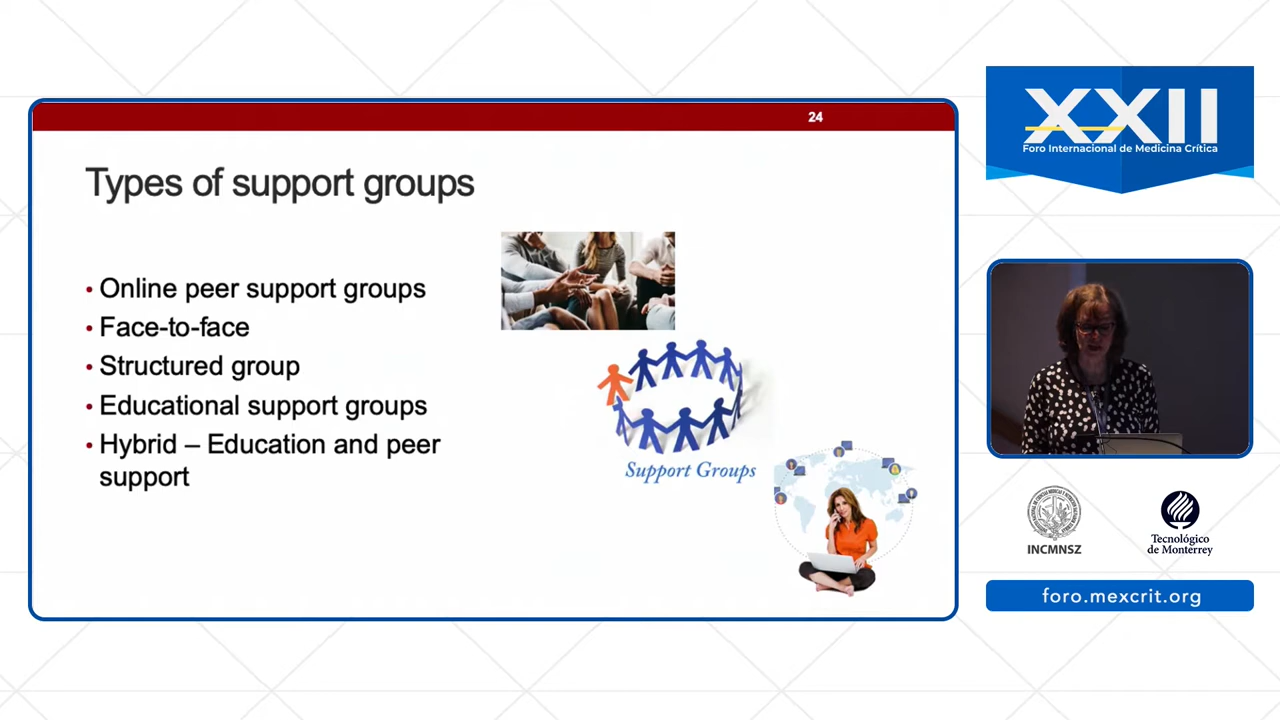 24
Types of support groups
• Online peer support groups
• Face-to-face
• Structured group
• Educational support groups
• Hybrid – Education and peer
support
Support Groups
XXII
Foro Internacional de Medicina Crítica
INCMNSZ
Tecnológico
de Monterrey
foro.mexcrit.org